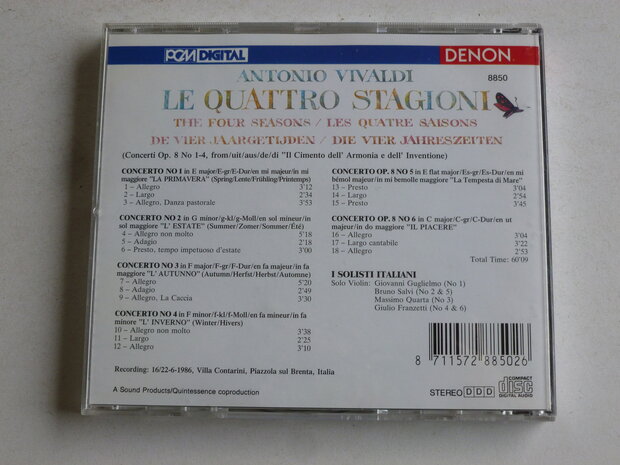 PCM DIGITAL
DENON
ANTONIO VIVALDI
8850
LE QUATTRO STAGIONI
THE FOUR SEASONS / LES QUATRE SAISONS
DE VIER JAARGETIJDEN / DIE VIER JAHRESZEITEN
(Concerti Op. 8 No 1-4, from/uit/aus/de/di "Il Cimento dell' Armonia e dell' Inventione)
CONCERTO NO 1 in E major/E-gr/E-Dur/en mi majeur/in mi
maggiore "LA PRIMAVERA" (Spring/Lente/Frühling/Printemps)
1 – Allegro 3'12
2 – Largo 2'34
3 – Allegro, Danza pastorale 3'53
CONCERTO NO 2 in G minor/g-kl/g-Moll/en sol mineur/in
sol maggiore "L' ESTATE" (Summer/Zomer/Sommer/Été)
4 – Allegro non molto 5'18
5 – Adagio 2'18
6 – Presto, tempo impetuoso d'estate 3'00
CONCERTO NO 3 in F major/F-gr/F-Dur/en fa majeur/in fa
maggiore "L' AUTUNNO" (Autumn/Herfst/Herbst/Automne)
7 – Allegro 5'20
8 – Adagio 2'49
9 – Allegro, La Caccia 3'30
CONCERTO NO 4 in F minor/f-kl/f-Moll/en fa mineur/in fa
minore "L' INVERNO" (Winter/Hivers)
10 – Allegro non molto 3'38
11 – Largo 2'25
12 – Allegro 3'10
Recording: 16/22-6-1986, Villa Contarini, Piazzola sul Brenta, Italia
A Sound Products/Quintessence coproduction
CONCERTO OP. 8 NO 5 in E flat major/Es-gr/Es-Dur/en mi
bémol majeur/in mi bemolle maggiore "La Tempesta di Mare"
13 – Presto 3'04
14 – Largo 2'54
15 – Presto 3'45
CONCERTO OP. 8 NO 6 in C major/C-gr/C-Dur/en ut
majeur/in do maggiore "IL PIACERE"
16 – Allegro 3'04
17 – Largo cantabile 3'22
18 – Allegro 2'53
Total Time: 60'09
I SOLISTI ITALIANI
Solo Violin: Giovanni Guglielmo (No 1)
Bruno Salvi (No 2 & 5)
Massimo Quarta (No 3)
Giulio Franzetti (No 4 & 6)
8 711572 885026
STEREO DDD
COMPACT
disc
DIGITAL AUDIO